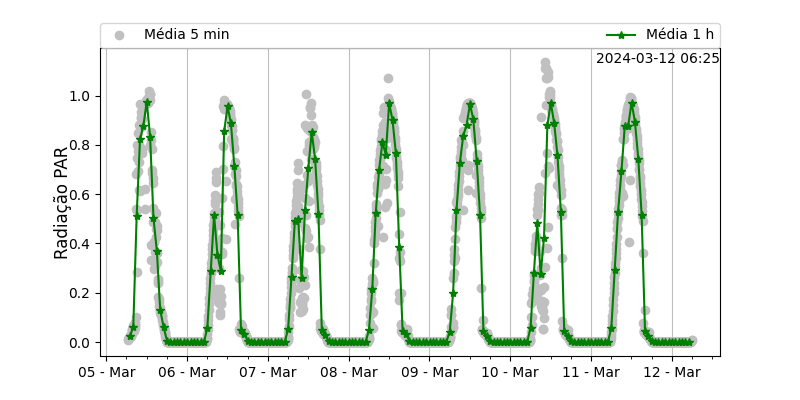 Média 5 min
Média 1 h
2024-03-12 06:25
Radiação PAR
1.0
0.8
0.6
0.4
0.2
0.0
05 - Mar
06 - Mar
07 - Mar
08 - Mar
09 - Mar
10 - Mar
11 - Mar
12 - Mar